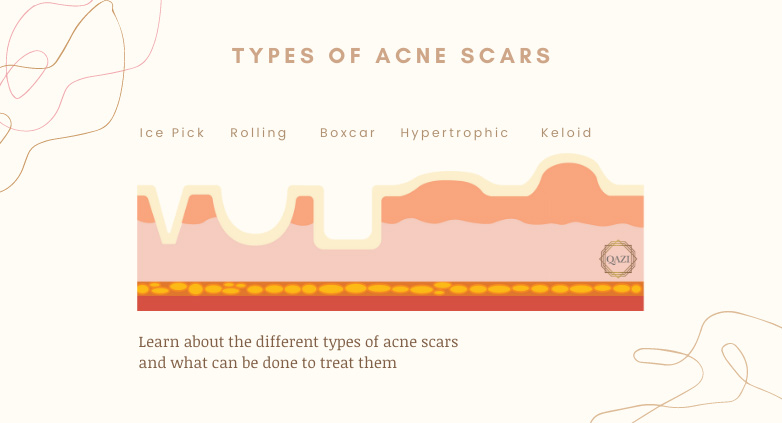 TYPES OF ACNE SCARS
Ice Pick Rolling Boxcar Hypertrophic Keloid
QAZI
Learn about the different types of acne scars
and what can be done to treat them